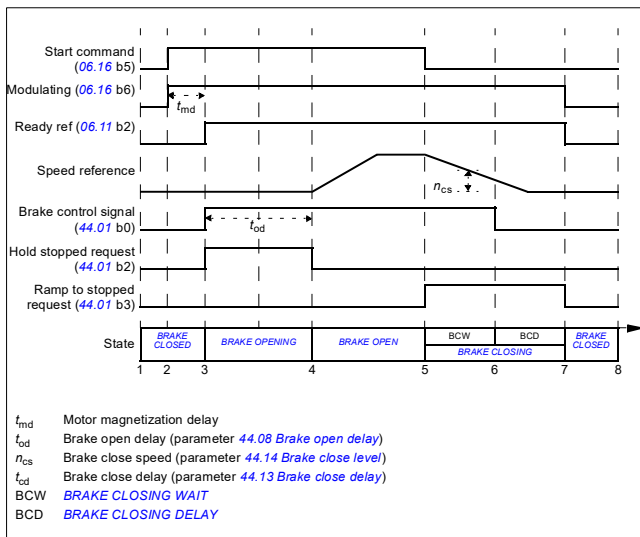 Start command
(06.16 b5)
Modulating (06.16 b6)
tmd
Ready ref (06.11 b2)
Speed reference
ncs
Brake control signal
(44.01 b0)
tod
Hold stopped request
(44.01 b2)
Ramp to stopped
request (44.01 b3)
State
BRAKE
CLOSED
BRAKE OPENING
BRAKE OPEN
BCW
BCD
BRAKE CLOSING
BRAKE
CLOSED
1 2 3 4 5 6 7 8
tmd Motor magnetization delay
tod Brake open delay (parameter 44.08 Brake open delay)
ncs Brake close speed (parameter 44.14 Brake close level)
tcd Brake close delay (parameter 44.13 Brake close delay)
BCW BRAKE CLOSING WAIT
BCD BRAKE CLOSING DELAY